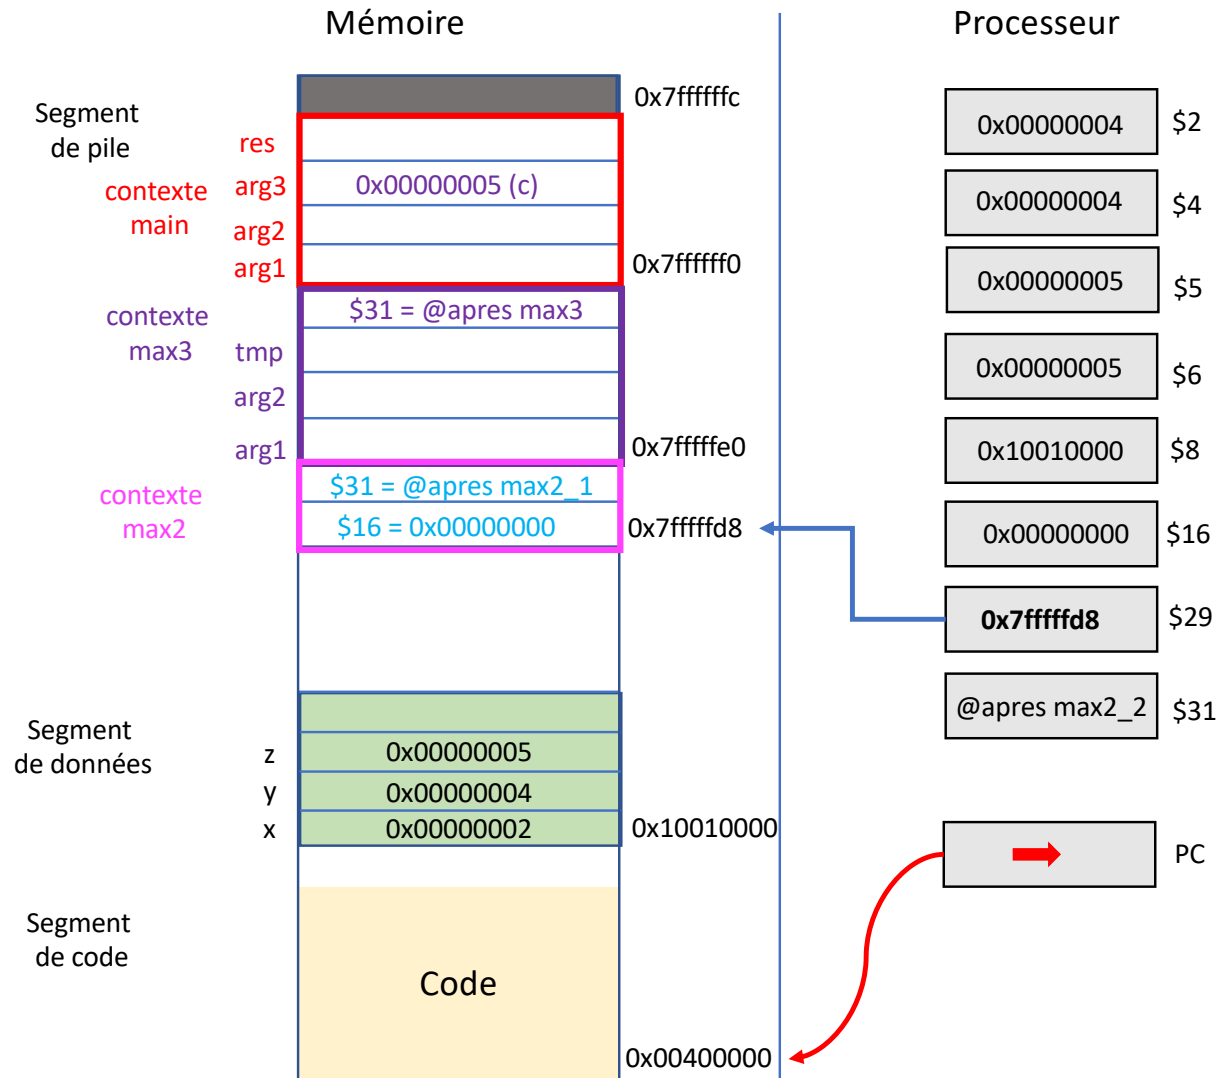 Mémoire
Processeur
0x7ffffffc
Segment
de pile
res
contexte
main
arg3
0x00000005 (c)
arg2
arg1
0x7ffffff0
contexte
max3
$31 = @apres max3
tmp
arg2
arg1
0x7fffffe0
contexte
max2
$31 = @apres max2_1
$16 = 0x00000000
0x7fffffd8
Segment
de données
z
0x00000005
y
0x00000004
x
0x00000002
0x10010000
Segment
de code
Code
0x00400000
0x00000004
$2
0x00000004
$4
0x00000005
$5
0x00000005
$6
0x10010000
$8
0x00000000
$16
0x7fffffd8
$29
@apres max2_2
$31
PC